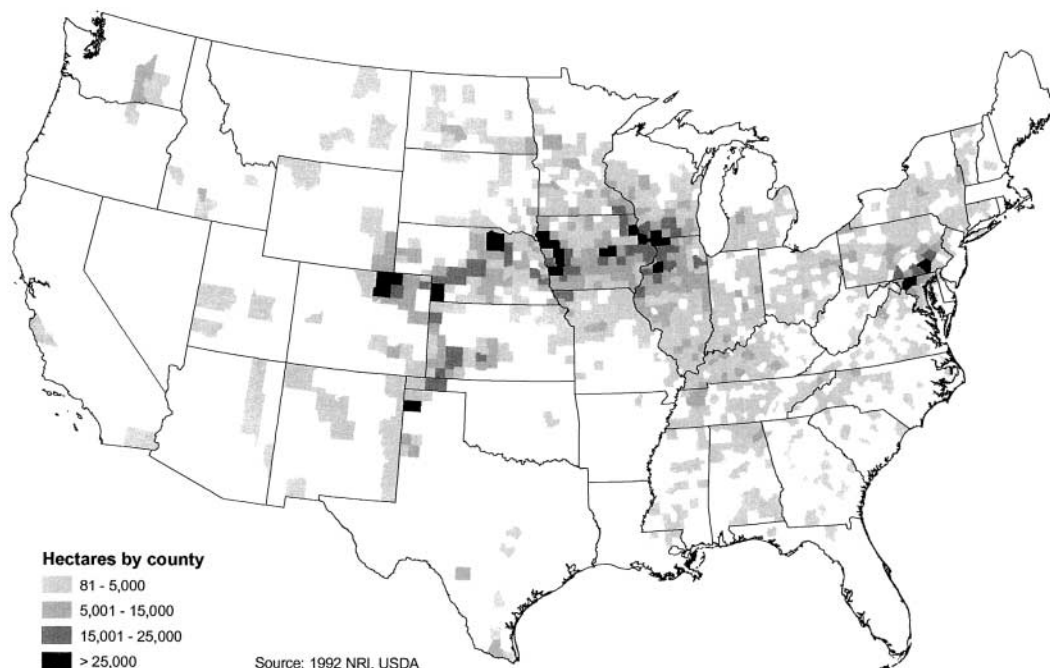 Hectares by county
81 - 5,000
5,001 - 15,000
15,001 - 25,000
> 25,000
Source: 1992 NRI, USDA